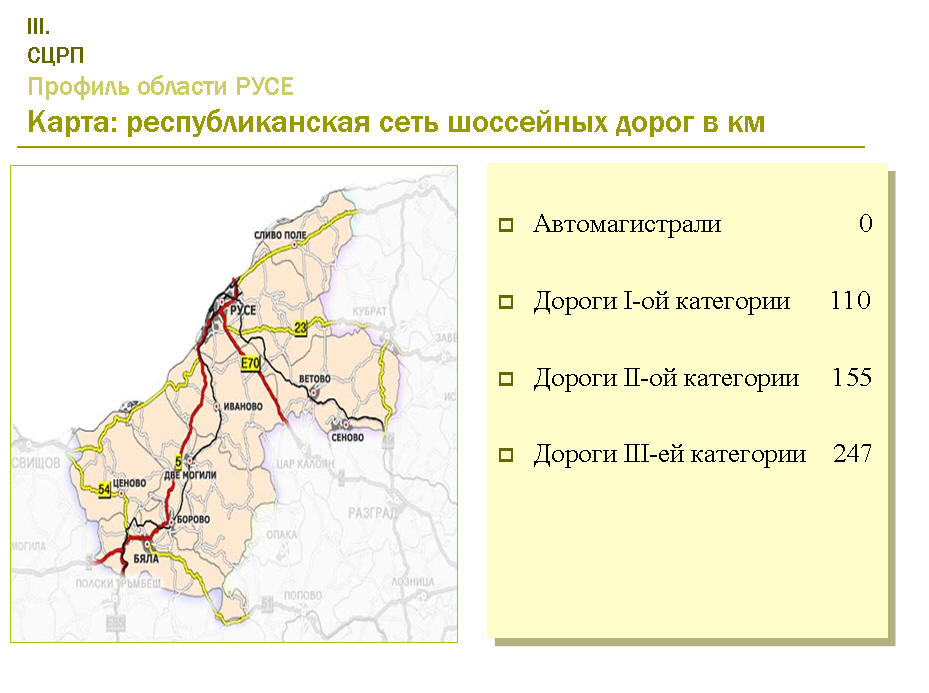 III.
СЦРП
Профиль области РУСЕ
Карта: республиканская сеть шоссейных дорог в км
СЛИВО ПОЛЕ
РУСЕ
КУБРАТ
23
ЗАВЕ
E70
ВЕТОВО
ИС
ИВАНОВО
СЕНОВО
СВИЩОВ
5
ЦАР КАЛОЯН
ДВЕ МОГИЛИ
ЦЕНОВО
54
БОРОВО
РАЗГРАД
ОПАКА
МОГИЛА
БЯЛА
ПОЛСКИ ТРЪМБЕШ
ЛОЗНИЦА
ПОПОВО
51
E85
Автомагистрали 0
Дороги I-ой категории 110
Дороги II-ой категории 155
Дороги III-ей категории 247